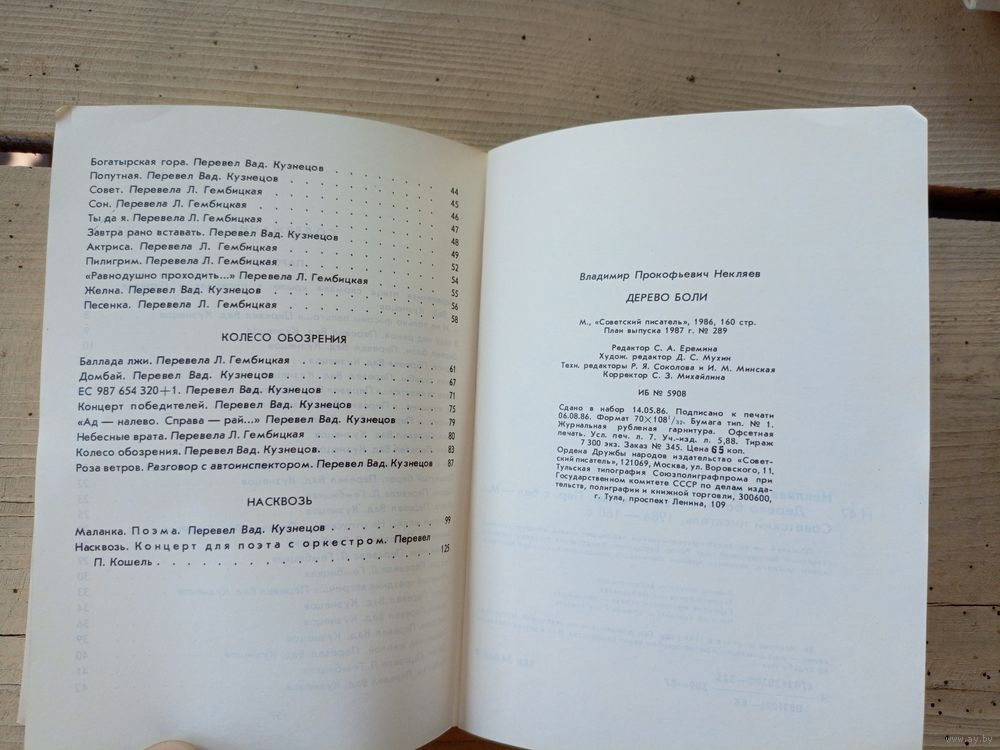 Богатырская гора. Перевел Вад. Кузнецов
Попутная. Перевел Вад. Кузнецов . . . . . . . . . . 44
Совет. Перевела Л. Гембицкая . . . . . . . . . . 45
Сон. Перевела Л. Гембицкая . . . . . . . . . . 46
Ты да я. Перевела Л. Гембицкая . . . . . . . . . . 47
Завтра рано вставать. Перевел Вад. Кузнецов . . . . . . 48
Актриса. Перевела Л. Гембицкая . . . . . . . . . . 49
Пилигрим. Перевела Л. Гембицкая . . . . . . . . . . 52
«Равнодушно проходить...» Перевела Л. Гембицкая . . . . 54
Желна. Перевел Вад. Кузнецов . . . . . . . . . . 55
Песенка. Перевела Л. Гембицкая . . . . . . . . . . 56
58
КОЛЕСО ОБОЗРЕНИЯ
Баллада лжи. Перевела Л. Гембицкая . . . . . . . . 61
Домбай. Перевел Вад. Кузнецов . . . . . . . . 67
ЕС 987 654 320+1. Перевел Вад. Кузнецов . . . . . . 71
Концерт победителей. Перевел Вад. Кузнецов . . . . . 75
«Ад — налево. Справа — рай...» Перевел Вад. Кузнецов . . 79
Небесные врата. Перевела Л. Гембицкая . . . . . . . 80
Колесо обозрения. Перевел Вад. Кузнецов. . . . . . . 83
Роза ветров. Разговор с автоинспектором. Перевел Вад. Кузнецов 87
НАСКВОЗЬ
Маланка. Поэма. Перевел Вад. Кузнецов . . . . . . . 99
Насквозь. Концерт для поэта с оркестром. Перевел
П. Кошель . . . . . . . . . . . . . . . . 125
Владимир Прокофьевич Некляев
ДЕРЕВО БОЛИ
М., «Советский писатель», 1986, 160 стр.
План выпуска 1987 г. № 289
Редактор С. А. Еремина
Худож. редактор Д. С. Мухин
Техн. редакторы Р. Я. Соколова и И. М. Минская
Корректор С. З. Михайлина
ИБ № 5908
Сдано в набор 14.05.86. Подписано к печати
06.08.86. Формат 70×108¹/₃₂. Бумага тип. № 1.
Журнальная рубленая гарнитура. Офсетная
печать. Усл. печ. л. 7. Уч.-изд. л. 5,88. Тираж
7 300 экз. Заказ № 345. Цена 65 коп.
Ордена Дружбы народов издательство «Совет-
ский писатель», 121069, Москва, ул. Воровского, 11,
Тульская типография Союзполиграфпрома при
Государственном комитете СССР по делам изда-
тельств, полиграфии и книжной торговли, 300600,
г. Тула, проспект Ленина, 109
www.ay.by